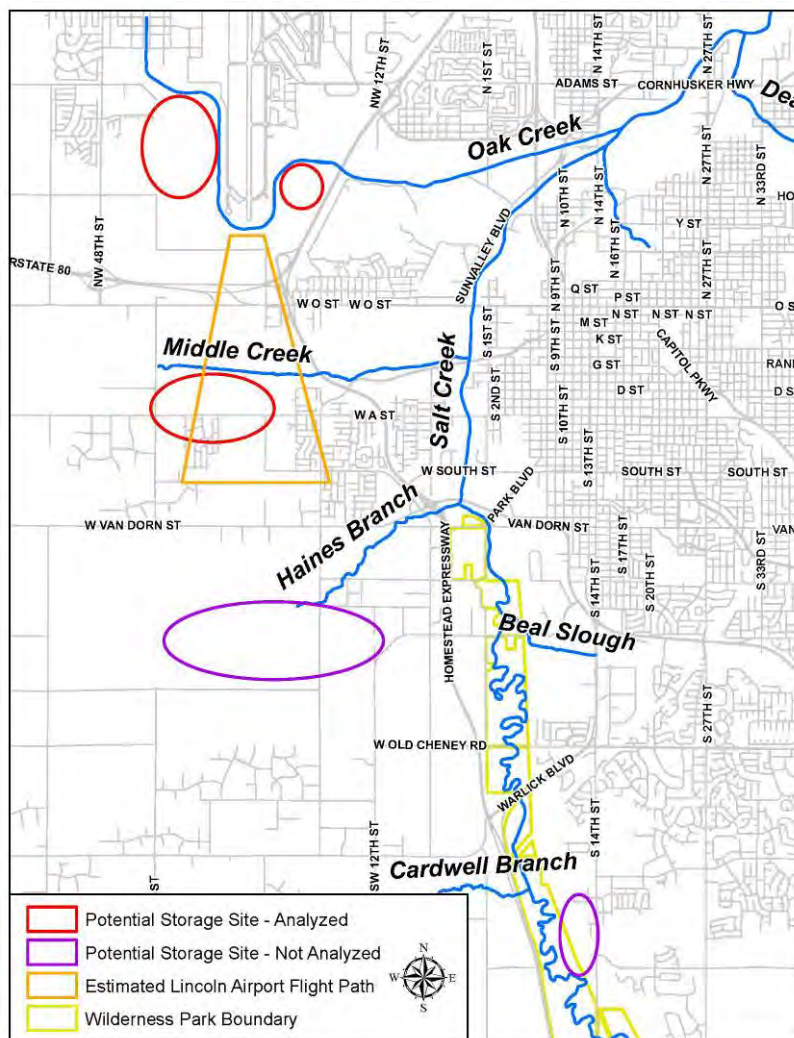 NW 12TH ST
N 1ST ST
N 14TH ST
ADAMS ST
N 27TH ST
CORNHUSKER HWY
Dea
Oak Creek
N 10TH ST
N 14TH ST
N 27TH ST
N 33RD ST
HO
NW 48TH ST
SUNVALLEY BLVD
N 16TH ST
Y ST
RSTATE 80
W O ST
W O ST
N 9TH ST
Q ST
P ST
N 27TH ST
O S
N ST
N ST
N ST
M ST
K ST
Middle Creek
S 1ST ST
S 9TH ST
G ST
CAPITOL PKWY
RAN
Salt Creek
S 2ND ST
D ST
D S
W A ST
S 10TH ST
S 13TH ST
W SOUTH ST
SOUTH ST
SOUTH ST
PARK BLVD
W VAN DORN ST
VAN DORN ST
VAN
Haines Branch
HOMESTEAD EXPRESSWAY
S 14TH ST
S 17TH ST
S 20TH ST
S 33RD ST
Beal Slough
S 27TH ST
W OLD CHENEY RD
WARLICK BLVD
S 14TH ST
Cardwell Branch
ST
SW 12TH ST
Potential Storage Site - Analyzed
Potential Storage Site - Not Analyzed
Estimated Lincoln Airport Flight Path
Wilderness Park Boundary
N
W
E
S